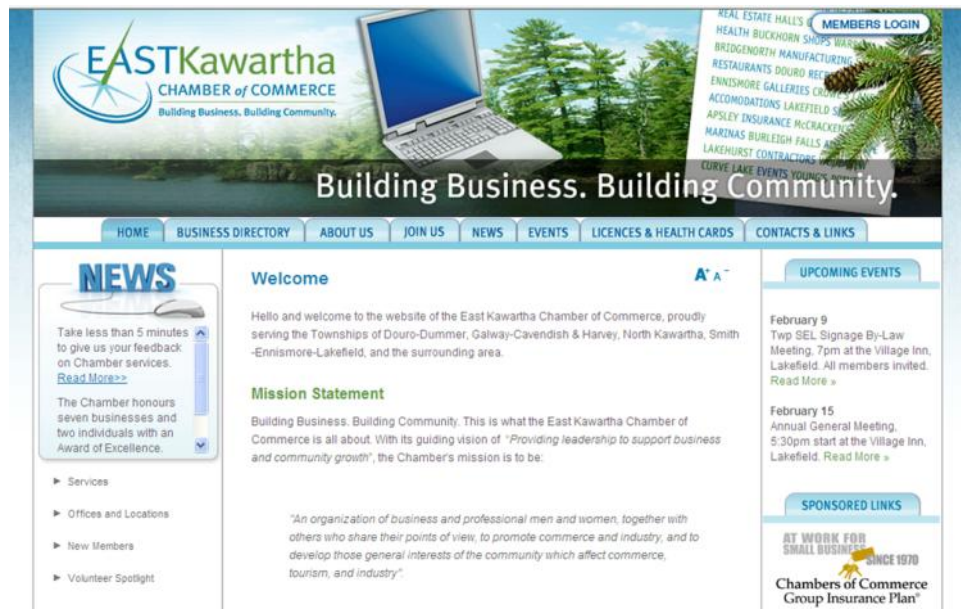 EASTKawartha
CHAMBER of COMMERCE
Building Business, Building Community.
MEMBERS LOGIN
REAL ESTATE HALL'S
HEALTH BUCKHORN SHOPS
BRIDGENORTH MANUFACTURING
RESTAURANTS DOURO
ENNISMORE GALLERIES
ACCOMODATIONS LAKEFIELD
APSLEY INSURANCE
MARINAS BURLEIGH FALLS
LAKEHURST CONTRACTORS
CURVE LAKE EVENTS
Building Business. Building Community.
HOME BUSINESS DIRECTORY ABOUT US JOIN US NEWS EVENTS LICENCES & HEALTH CARDS CONTACTS & LINKS
NEWS
Take less than 5 minutes
to give us your feedback
on Chamber services.
Read More>>
The Chamber honours
seven businesses and
two individuals with an
Award of Excellence.
Services
Offices and Locations
New Members
Volunteer Spotlight
Welcome
A+ A-
Hello and welcome to the website of the East Kawartha Chamber of Commerce, proudly
serving the Townships of Douro-Dummer, Galway-Cavendish & Harvey, North Kawartha, Smith
-Ennismore-Lakefield, and the surrounding area.
Mission Statement
Building Business. Building Community. This is what the East Kawartha Chamber of
Commerce is all about. With its guiding vision of "Providing leadership to support business
and community growth", the Chamber's mission is to be:
"An organization of business and professional men and women, together with
others who share their points of view, to promote commerce and industry, and to
develop those general interests of the community which affect commerce,
tourism, and industry".
UPCOMING EVENTS
February 9
Twp SEL Signage By-Law
Meeting, 7pm at the Village Inn,
Lakefield. All members invited.
Read More »
February 15
Annual General Meeting,
5:30pm start at the Village Inn,
Lakefield. Read More »
SPONSORED LINKS
AT WORK FOR
SMALL BUSINESS
SINCE 1970
Chambers of Commerce
Group Insurance Plan®